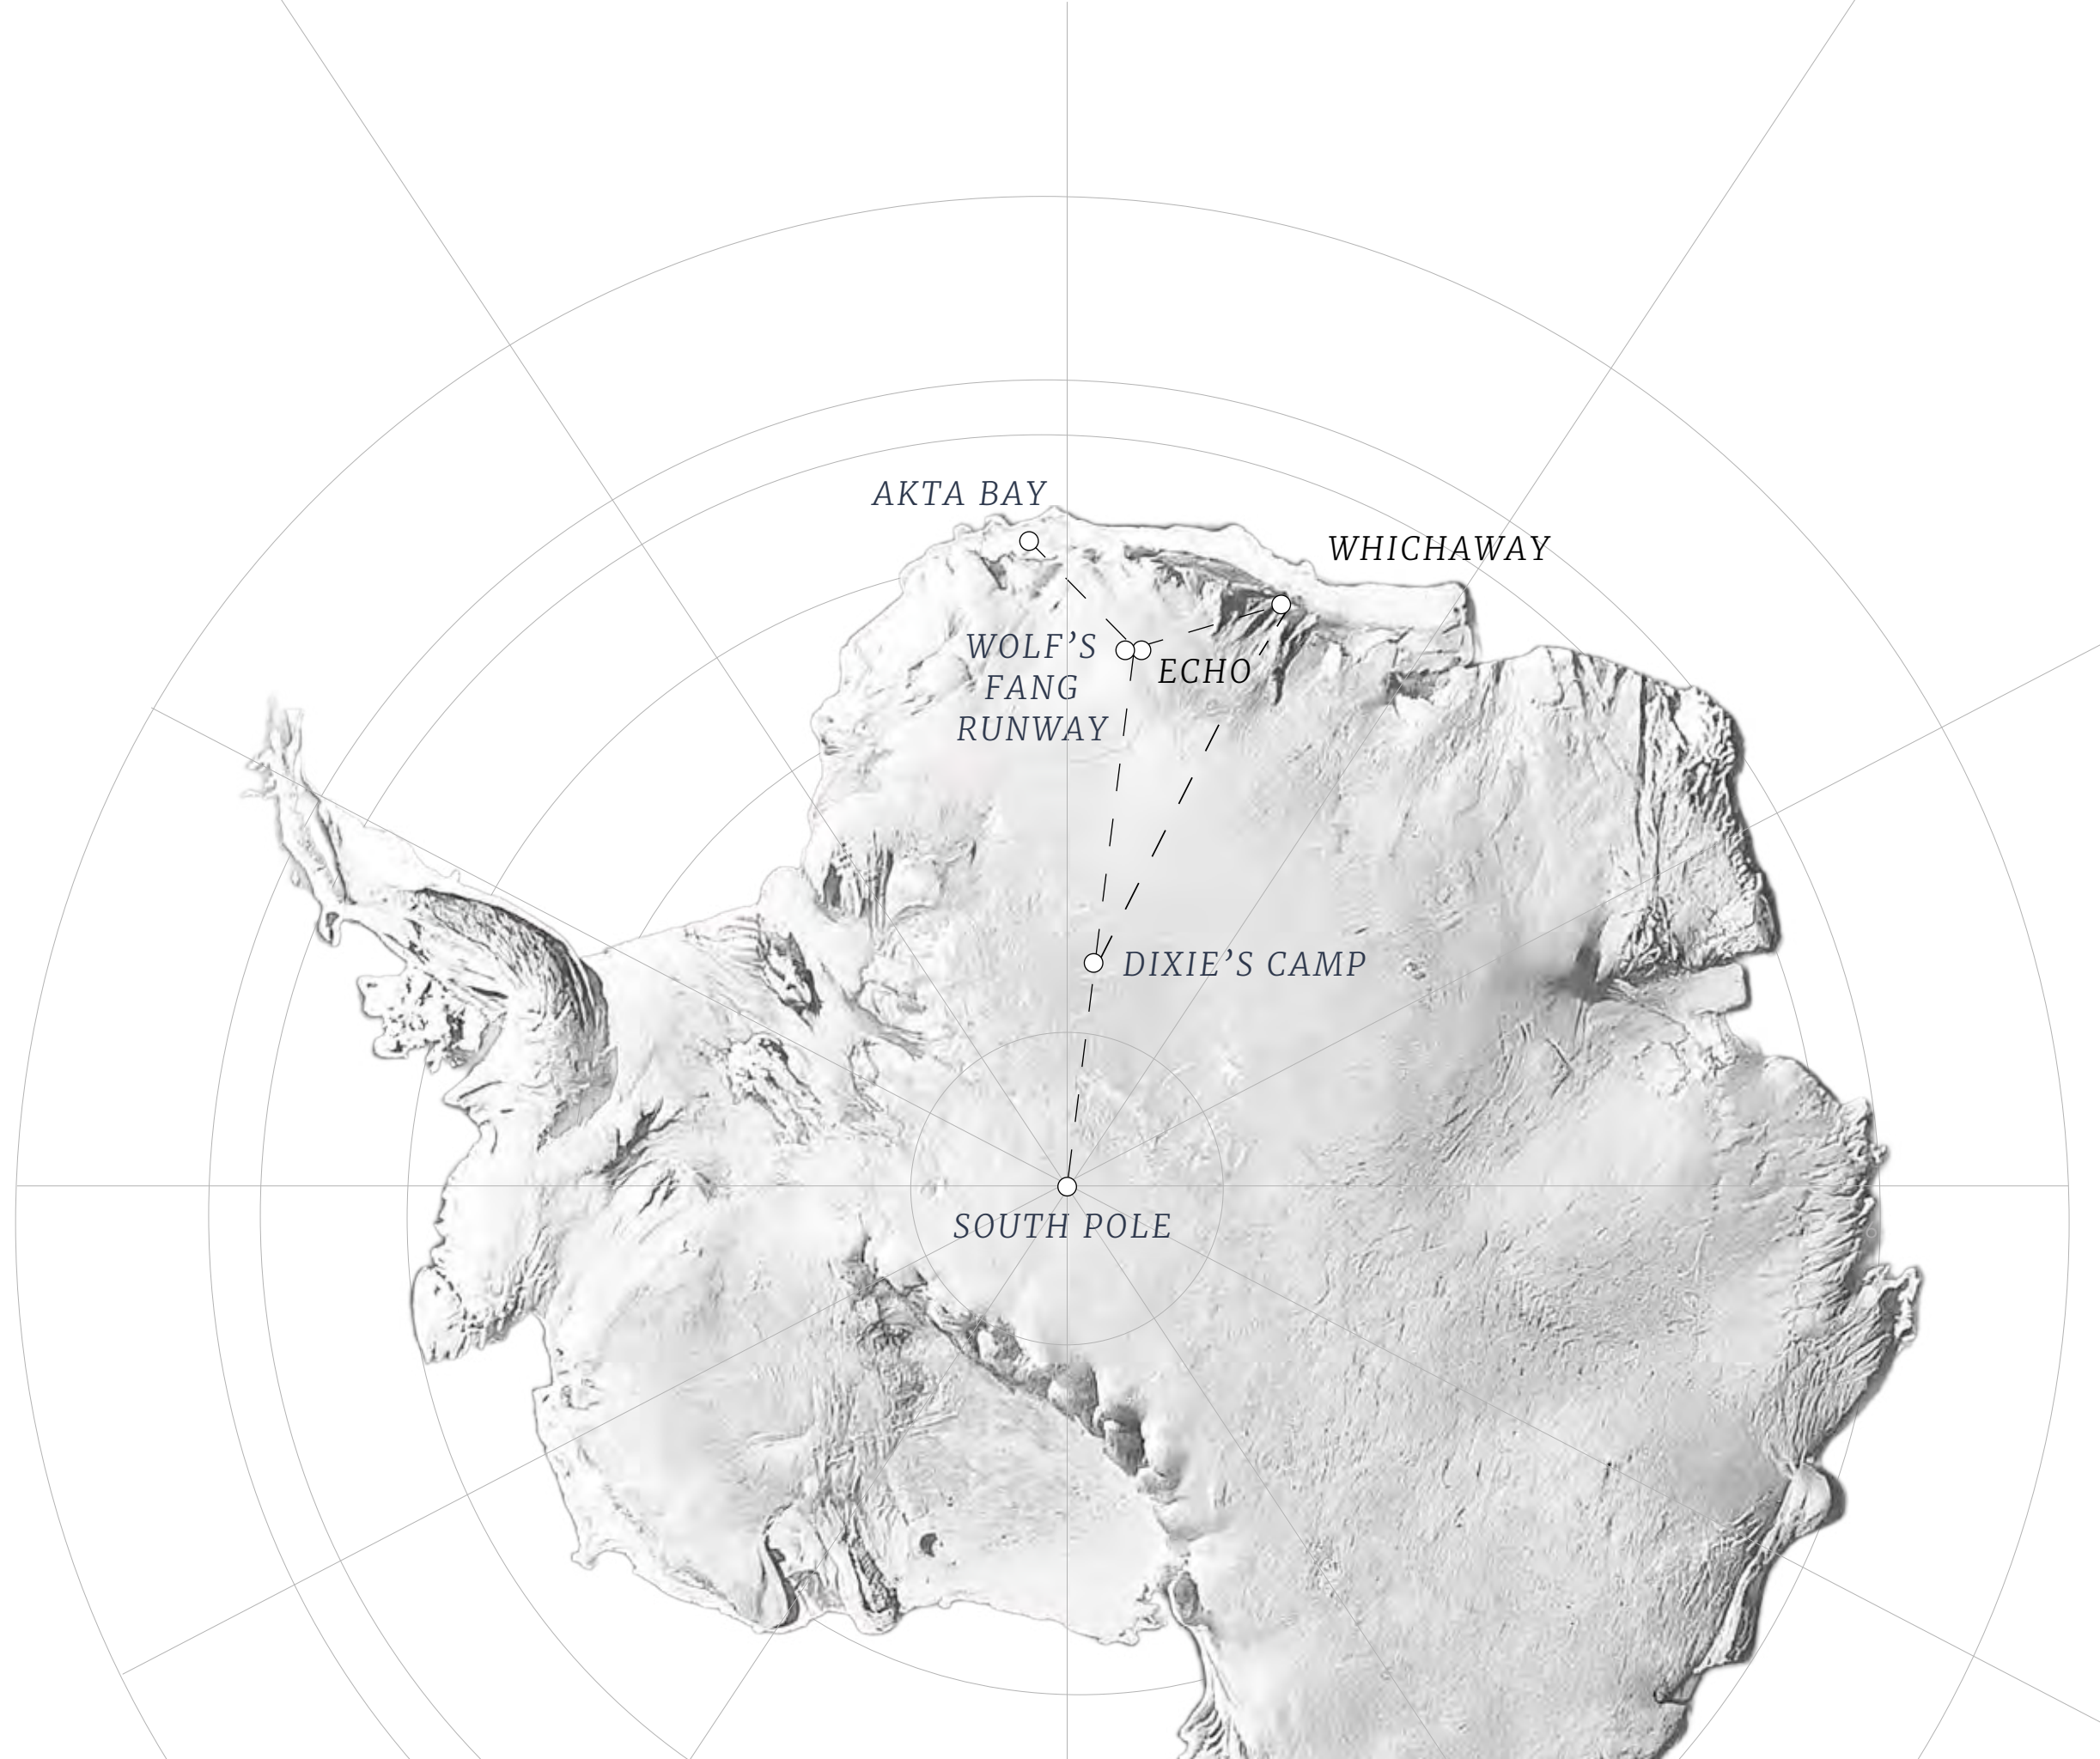 AKTA BAY
WHICHAWAY
WOLF’S
FANG
RUNWAY
ECHO
DIXIE’S CAMP
SOUTH POLE